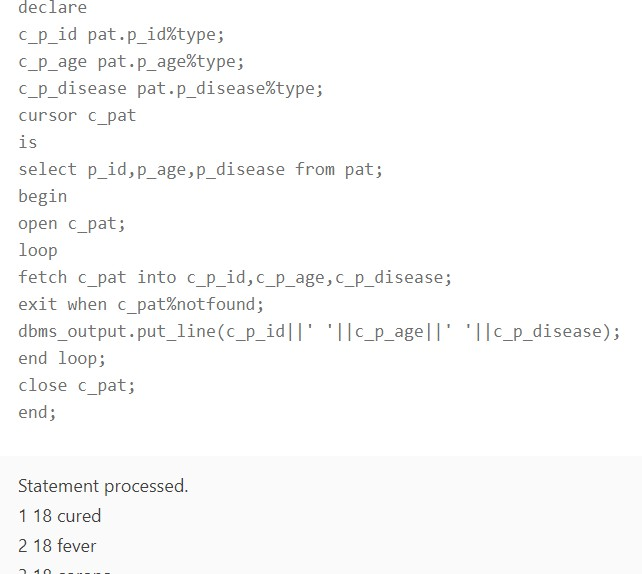 declare
c_p_id pat.p_id%type;
c_p_age pat.p_age%type;
c_p_disease pat.p_disease%type;
cursor c_pat
is
select p_id,p_age,p_disease from pat;
begin
open c_pat;
loop
fetch c_pat into c_p_id,c_p_age,c_p_disease;
exit when c_pat%notfound;
dbms_output.put_line(c_p_id||' '||c_p_age||' '||c_p_disease);
end loop;
close c_pat;
end;
Statement processed.
1 18 cured
2 18 fever
18